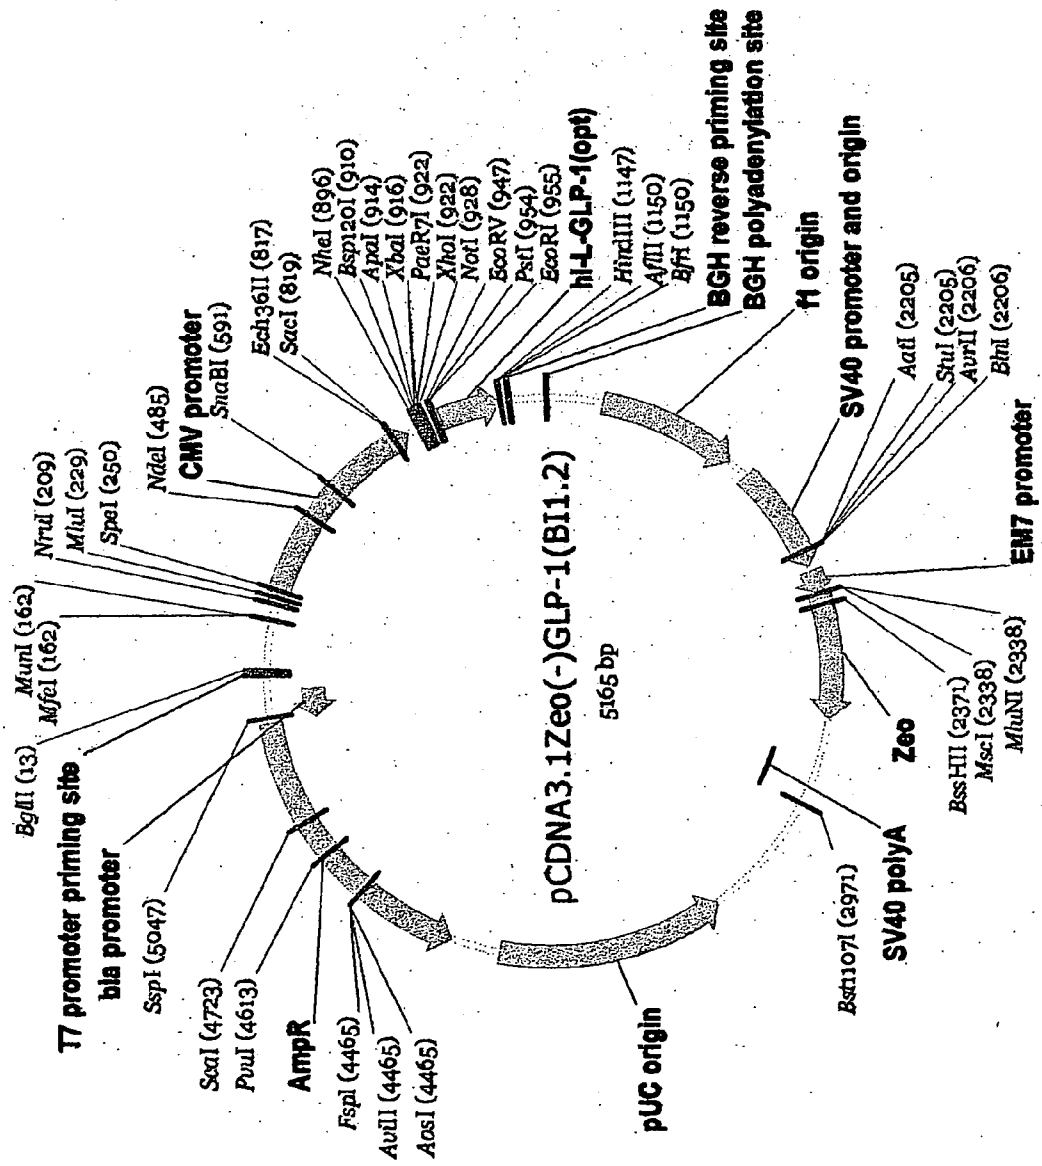 BglII (13)
T7 promoter priming site
bla promoter
SspI (5047)
ScaI (4723)
PvuI (4613)
AmpR
FspI (4465)
AviII (4465)
AosI (4465)
MunI (162)
MfeI (162)
NruI (209)
MluI (229)
SpeI (250)
NdeI (485)
CMV promoter
SnaBI (591)
Ecl136II (817)
SacI (819)
NheI (896)
Bsp120I (910)
ApaI (914)
XbaI (916)
PaeR7I (922)
XhoI (922)
NotI (928)
EcoRV (947)
PstI (954)
EcoRI (955)
hI-L-GLP-1(opt)
HindIII (1147)
AflII (1150)
BfrI (1150)
BGH reverse priming site
BGH polyadenylation site
f1 origin
SV40 promoter and origin
AatI (2205)
StuI (2205)
AvrII (2206)
BlnI (2206)
EM7 promoter
pCDNA3.1Zeo(-)GLP-1(BI1.2)
5165 bp
BssHII (2371)
MscI (2338)
MluNI (2338)
Zeo
SV40 polyA
Bst1107I (2971)
pUC origin